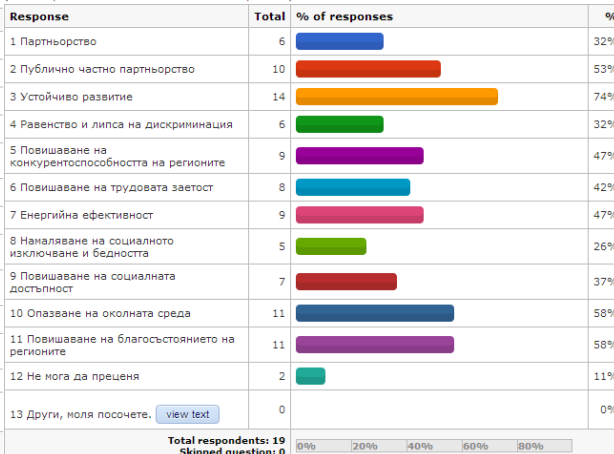 Response Total % of responses %
1 Партньорство 6 32%
2 Публично частно партньорство 10 53%
3 Устойчиво развитие 14 74%
4 Равенство и липса на дискриминация 6 32%
5 Повишаване на
конкурентоспособността на регионите 9 47%
6 Повишаване на трудовата заетост 8 42%
7 Енергийна ефективност 9 47%
8 Намаляване на социалното
изключване и бедността 5 26%
9 Повишаване на социалната
достъпност 7 37%
10 Опазване на околната среда 11 58%
11 Повишаване на благосъстоянието на
регионите 11 58%
12 Не мога да преценя 2 11%
13 Други, моля посочете. view text 0 0%
Total respondents: 19
Skipped question: 0
0% 20% 40% 60% 80%